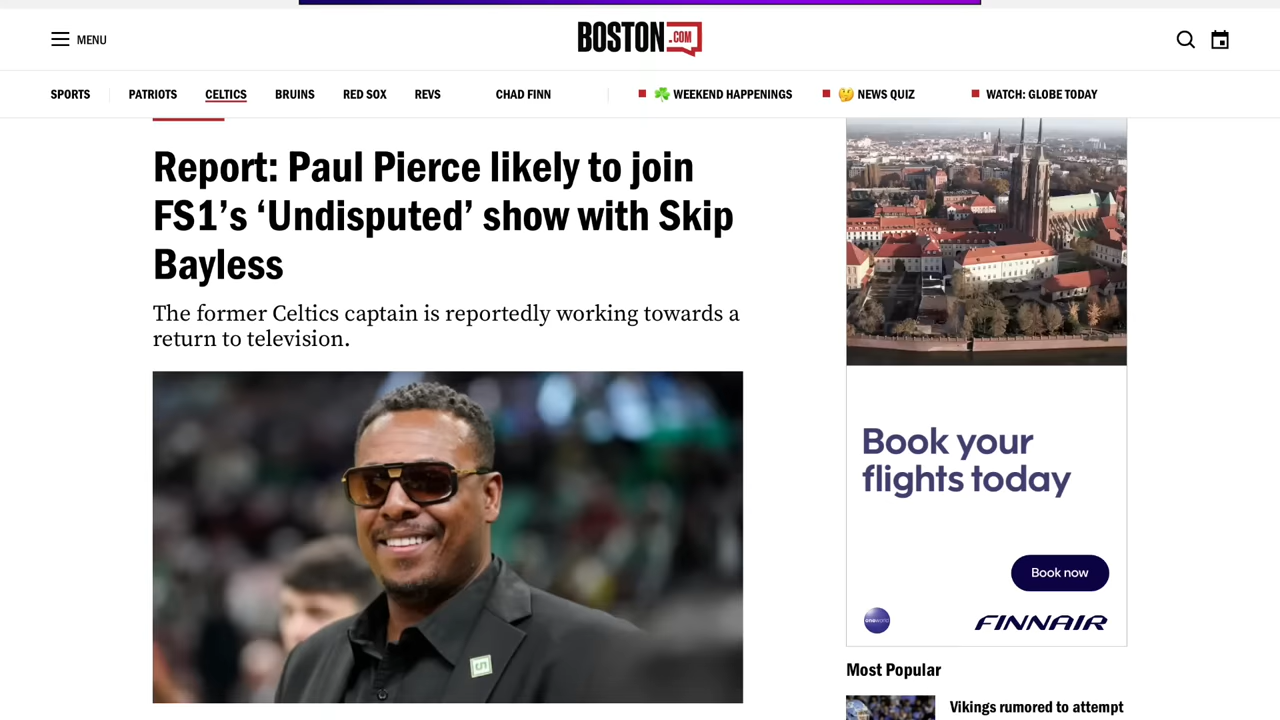 MENU
BOSTON.COM
SPORTS
PATRIOTS
CELTICS
BRUINS
RED SOX
REVS
CHAD FINN
☘️ WEEKEND HAPPENINGS
🤔 NEWS QUIZ
WATCH: GLOBE TODAY
Report: Paul Pierce likely to join
FS1’s ‘Undisputed’ show with Skip
Bayless
The former Celtics captain is reportedly working towards a
return to television.
5
Book your
flights today
Book now
oneworld
FINNAIR
Most Popular
Vikings rumored to attempt